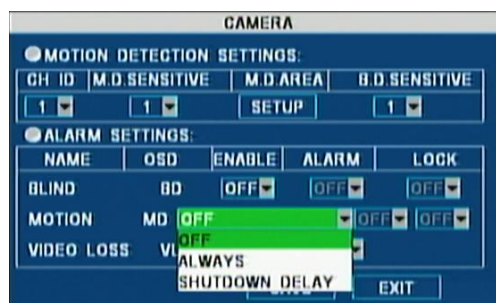 CAMERA
MOTION DETECTION SETTINGS:
CH ID M.D.SENSITIVE M.D.AREA B.D.SENSITIVE
1 1 SETUP 1
ALARM SETTINGS:
NAME OSD ENABLE ALARM LOCK
BLIND BD OFF OFF OFF
MOTION MD OFF OFF OFF
OFF
VIDEO LOSS
ALWAYS
SHUTDOWN DELAY
EXIT